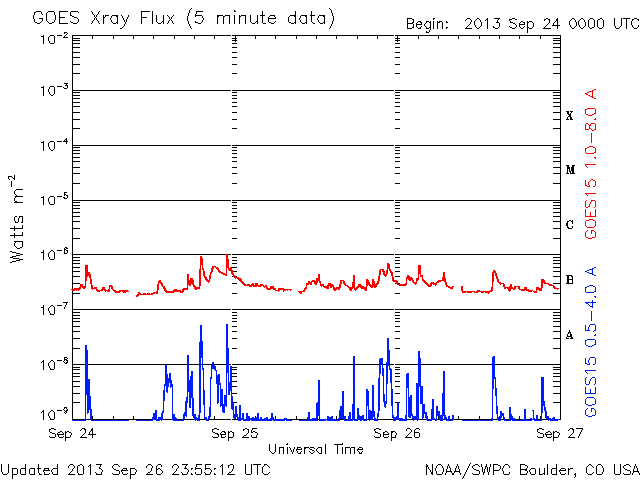 GOES Xray Flux (5 minute data)
Begin: 2013 Sep 24 0000 UTC
10⁻²
10⁻³
10⁻⁴
10⁻⁵
10⁻⁶
10⁻⁷
10⁻⁸
10⁻⁹
Watts m⁻²
X
M
C
B
A
GOES15 1.0–8.0 A
GOES15 0.5–4.0 A
Sep 24
Sep 25
Sep 26
Sep 27
Universal Time
Updated 2013 Sep 26 23:55:12 UTC
NOAA/SWPC Boulder, CO USA